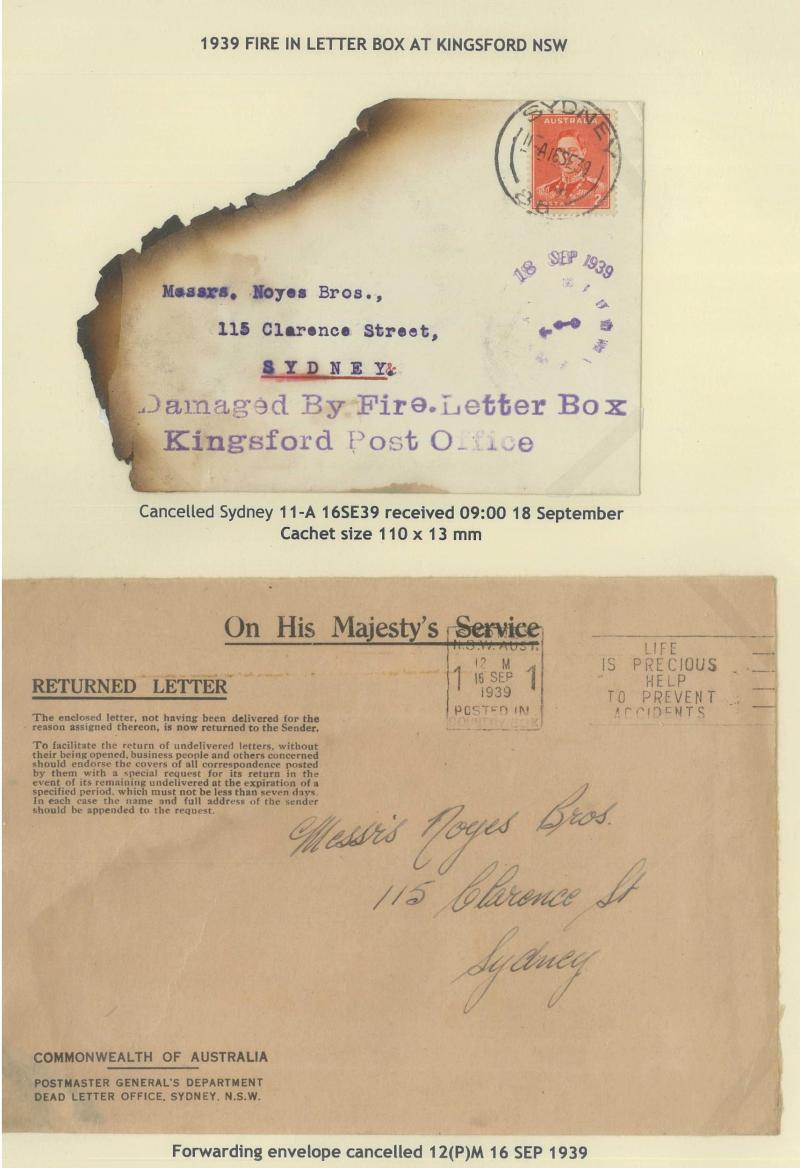 1939 FIRE IN LETTER BOX AT KINGSFORD NSW
SYDNEY
11-A 16SE39
AUSTRALIA
18 SEP 1939
Messrs. Noyes Bros.,
115 Clarence Street,
SYDNEY
Damaged By Fire. Letter Box
Kingsford Post Office
Cancelled Sydney 11-A 16SE39 received 09:00 18 September
Cachet size 110 x 13 mm
On His Majesty's Service
N.S.W. AUST.
1 12 M 1
16 SEP
1939
POSTED IN
LIFE
IS PRECIOUS
HELP
TO PREVENT
ACCIDENTS
RETURNED LETTER
The enclosed letter, not having been delivered for the
reason assigned thereon, is now returned to the Sender.
To facilitate the return of undelivered letters, without
their being opened, business people and others concerned
should endorse the covers of all correspondence posted
by them with a special request for its return in the
event of its remaining undelivered at the expiration of a
specified period, which must not be less than seven days.
In each case the name and full address of the sender
should be appended to the request.
Messrs Noyes Bros.
115 Clarence St
Sydney
COMMONWEALTH OF AUSTRALIA
POSTMASTER GENERAL'S DEPARTMENT
DEAD LETTER OFFICE, SYDNEY, N.S.W.
Forwarding envelope cancelled 12(P)M 16 SEP 1939